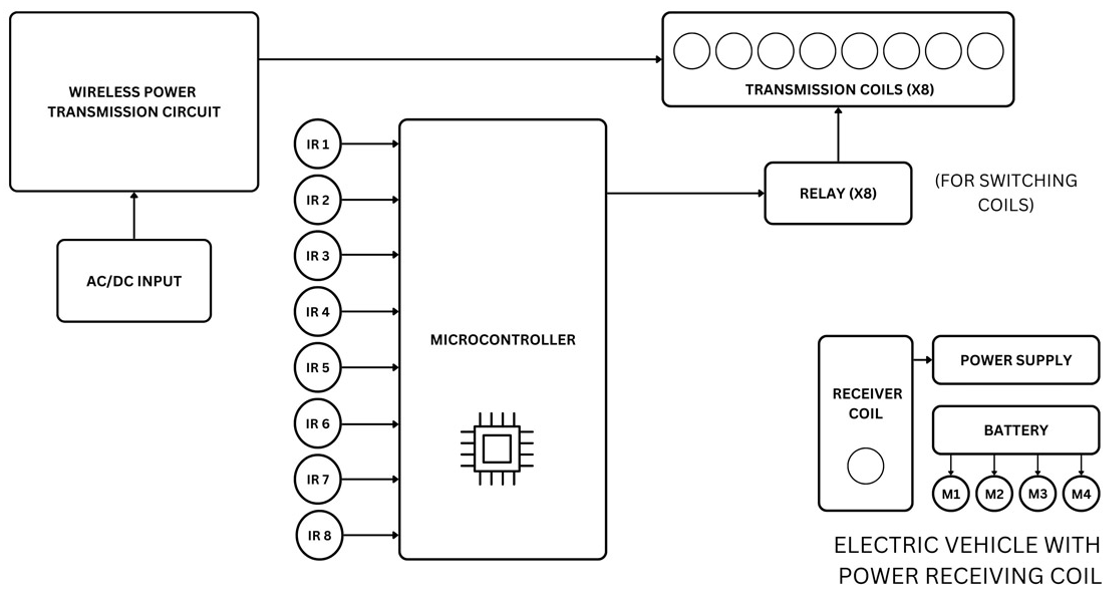 WIRELESS POWER
TRANSMISSION CIRCUIT
TRANSMISSION COILS (X8)
IR 1
IR 2
IR 3
IR 4
IR 5
IR 6
IR 7
IR 8
AC/DC INPUT
MICROCONTROLLER
RELAY (X8)
(FOR SWITCHING
COILS)
RECEIVER
COIL
POWER SUPPLY
BATTERY
M1 M2 M3 M4
ELECTRIC VEHICLE WITH
POWER RECEIVING COIL